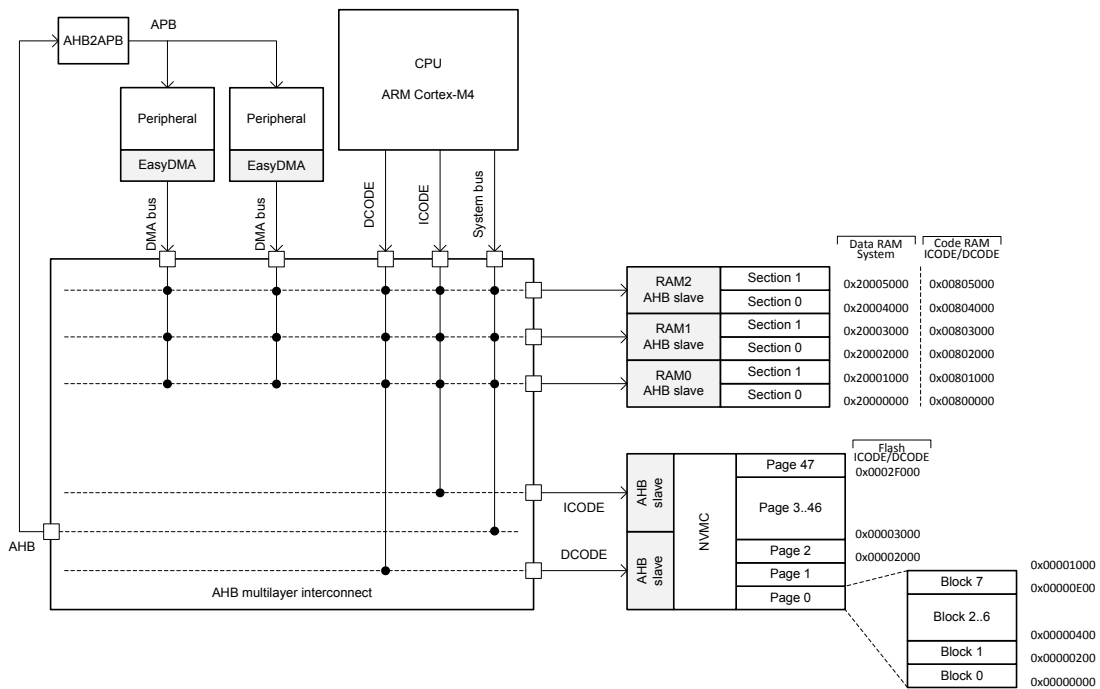 APB
AHB2APB
CPU
ARM Cortex-M4
Peripheral
Peripheral
EasyDMA
EasyDMA
DMA bus
DMA bus
DCODE
ICODE
System bus
Data RAM
System
Code RAM
ICODE/DCODE
RAM2
AHB slave
Section 1
Section 0
0x20005000
0x00805000
0x20004000
0x00804000
RAM1
AHB slave
Section 1
Section 0
0x20003000
0x00803000
0x20002000
0x00802000
RAM0
AHB slave
Section 1
Section 0
0x20001000
0x00801000
0x20000000
0x00800000
Flash
ICODE/DCODE
0x0002F000
ICODE
AHB
slave
NVMC
Page 47
Page 3..46
0x00003000
AHB
DCODE
AHB
slave
Page 2
0x00002000
Page 1
Page 0
AHB multilayer interconnect
0x00001000
Block 7
0x00000E00
Block 2..6
0x00000400
Block 1
0x00000200
Block 0
0x00000000